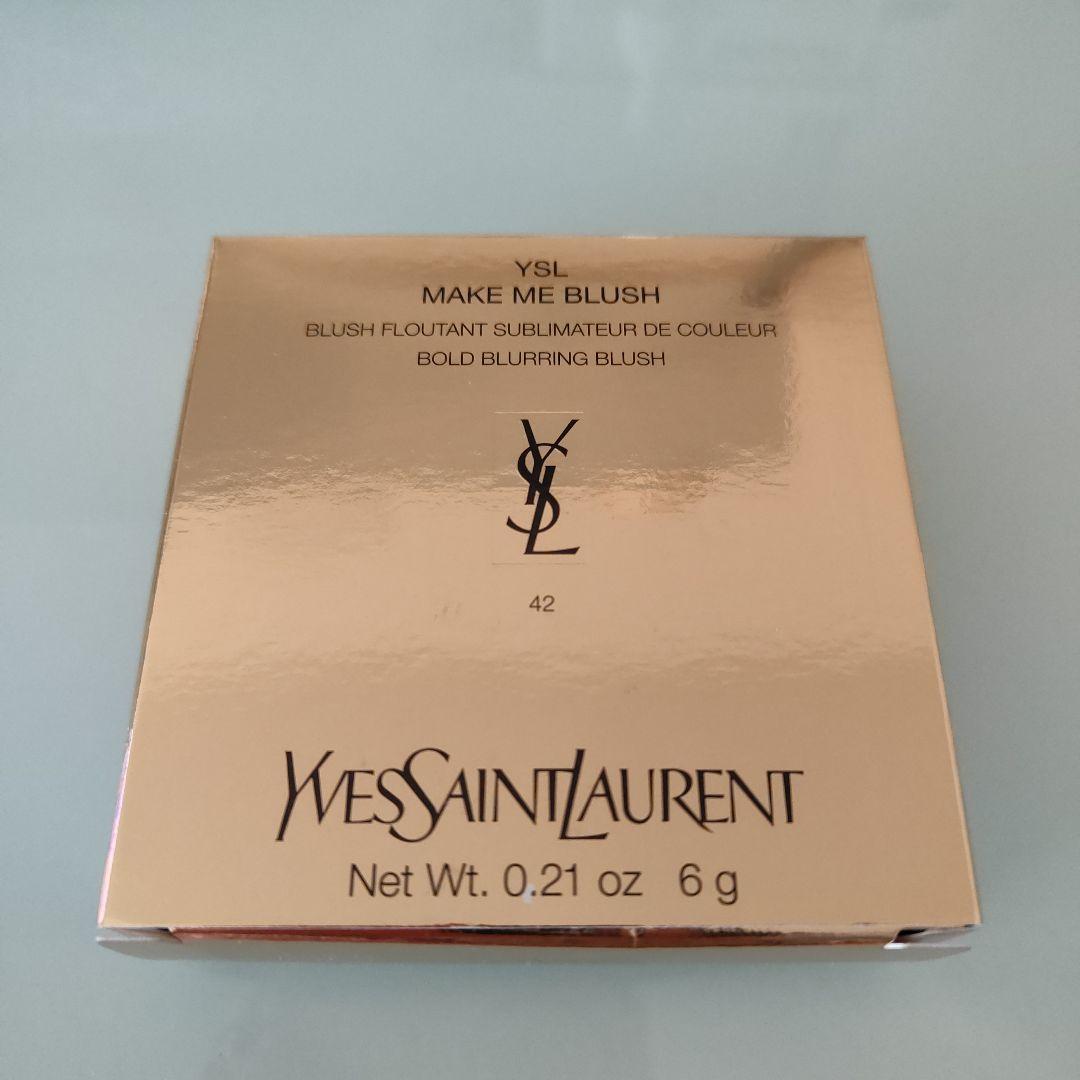 YSL
MAKE ME BLUSH
BLUSH FLOUTANT SUBLIMATEUR DE COULEUR
BOLD BLURRING BLUSH
YSL
42
YVESSAINTLAURENT
Net Wt. 0.21 oz 6 g